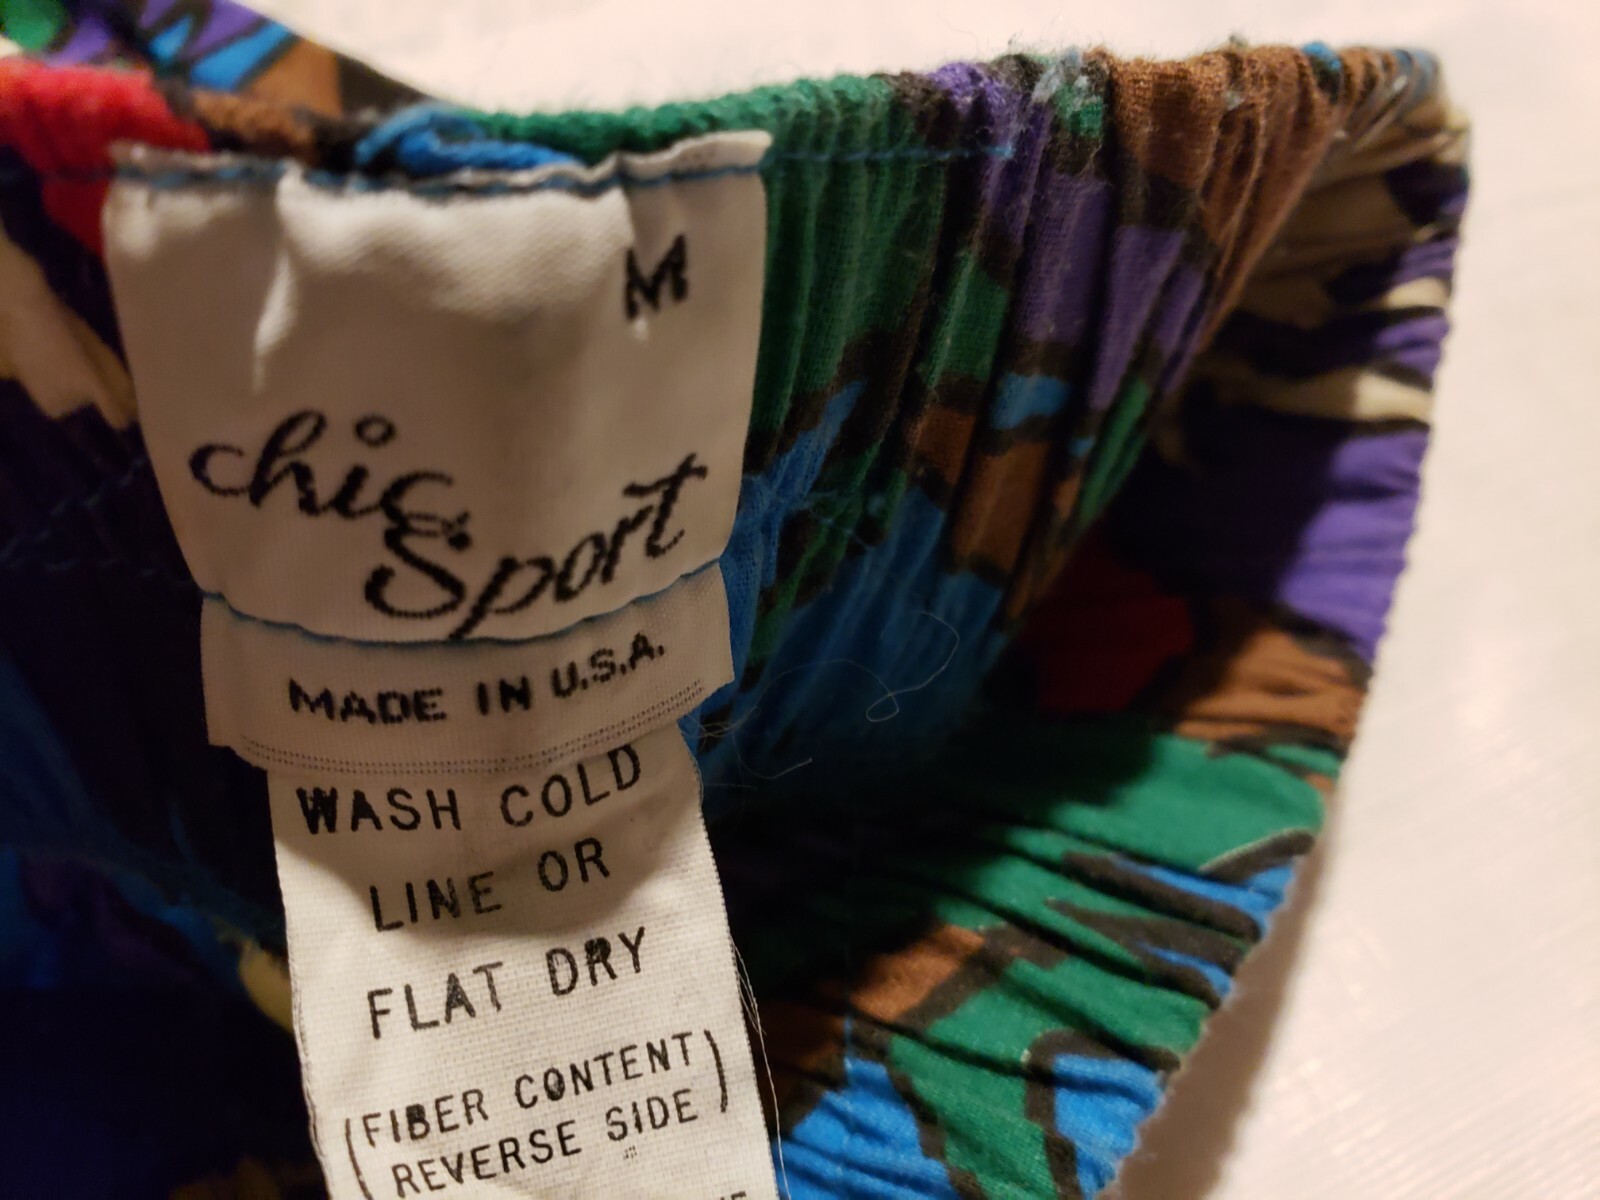 M
chic
Sport
MADE IN U.S.A.
WASH COLD
LINE OR
FLAT DRY
(FIBER CONTENT
REVERSE SIDE)